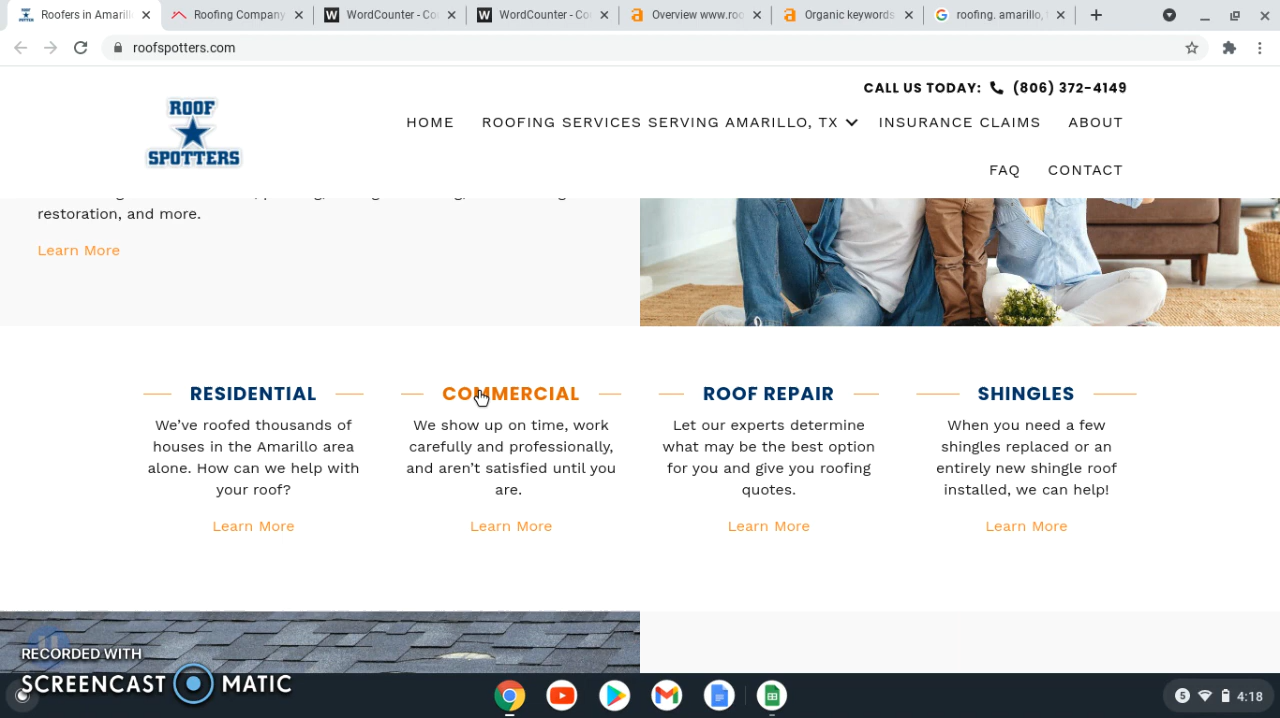 Roofers in Amarill
Roofing Company
WordCounter - Co
WordCounter - Co
Overview www.roo
Organic keywords
roofing. amarillo,
roofspotters.com
CALL US TODAY: (806) 372-4149
ROOF
SPOTTERS
HOME
ROOFING SERVICES SERVING AMARILLO, TX
INSURANCE CLAIMS
ABOUT
FAQ
CONTACT
restoration, and more.
Learn More
RESIDENTIAL
We’ve roofed thousands of
houses in the Amarillo area
alone. How can we help with
your roof?
Learn More
COMMERCIAL
We show up on time, work
carefully and professionally,
and aren’t satisfied until you
are.
Learn More
ROOF REPAIR
Let our experts determine
what may be the best option
for you and give you roofing
quotes.
Learn More
SHINGLES
When you need a few
shingles replaced or an
entirely new shingle roof
installed, we can help!
Learn More
RECORDED WITH
SCREENCAST MATIC
5
4:18